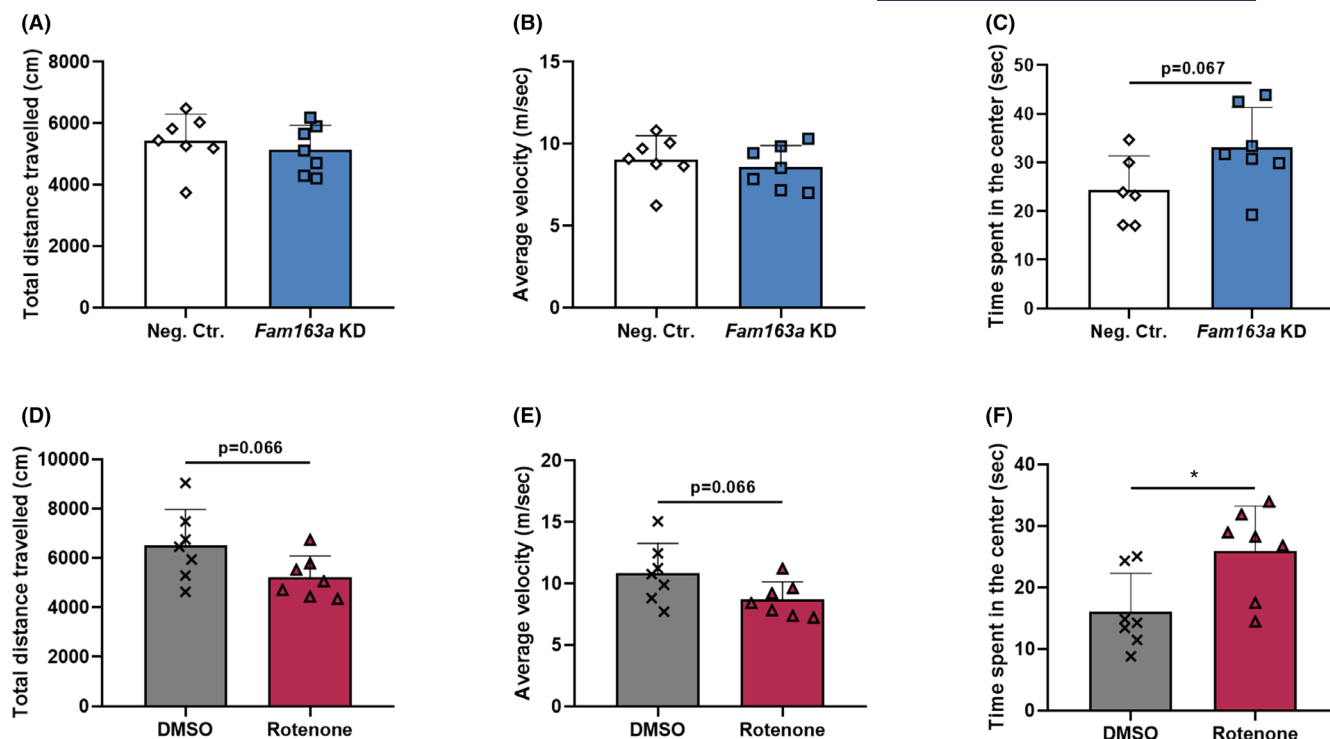 (A)
Total distance travelled (cm)
8000
6000
4000
2000
0
Neg. Ctr.
Fam163a KD
(B)
Average velocity (m/sec)
15
10
5
0
Neg. Ctr.
Fam163a KD
(C)
Time spent in the center (sec)
50
40
30
20
10
0
p=0.067
Neg. Ctr.
Fam163a KD
(D)
Total distance travelled (cm)
10000
8000
6000
4000
2000
0
p=0.066
DMSO
Rotenone
(E)
Average velocity (m/sec)
20
15
10
5
0
p=0.066
DMSO
Rotenone
(F)
Time spent in the center (sec)
40
30
20
10
0
*
DMSO
Rotenone